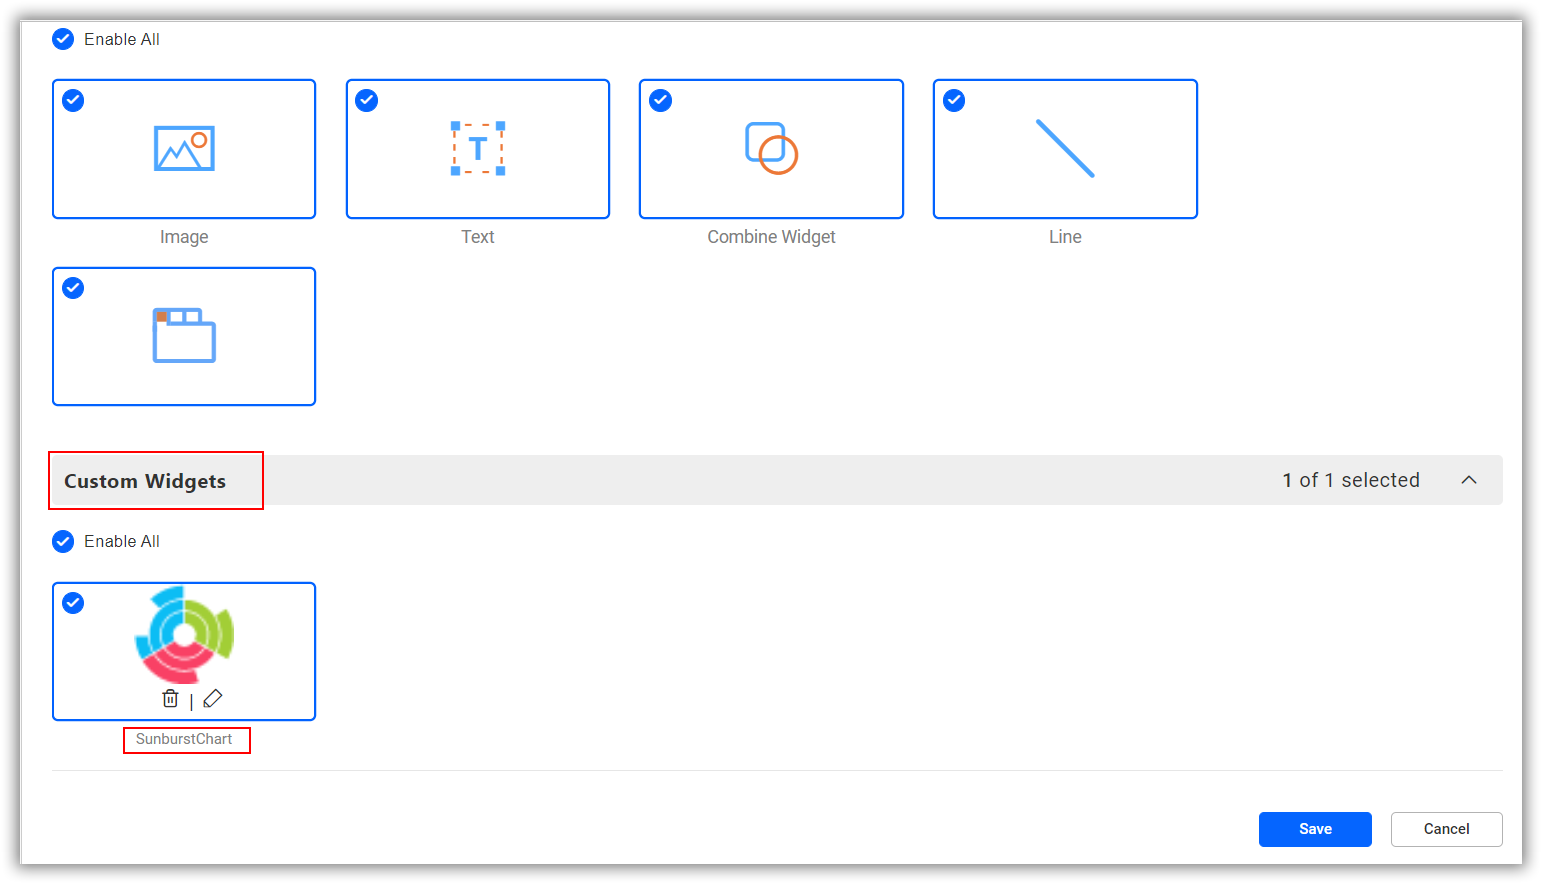 Enable All
Image
Text
Combine Widget
Line
Custom Widgets
1 of 1 selected
Enable All
SunburstChart
Save
Cancel